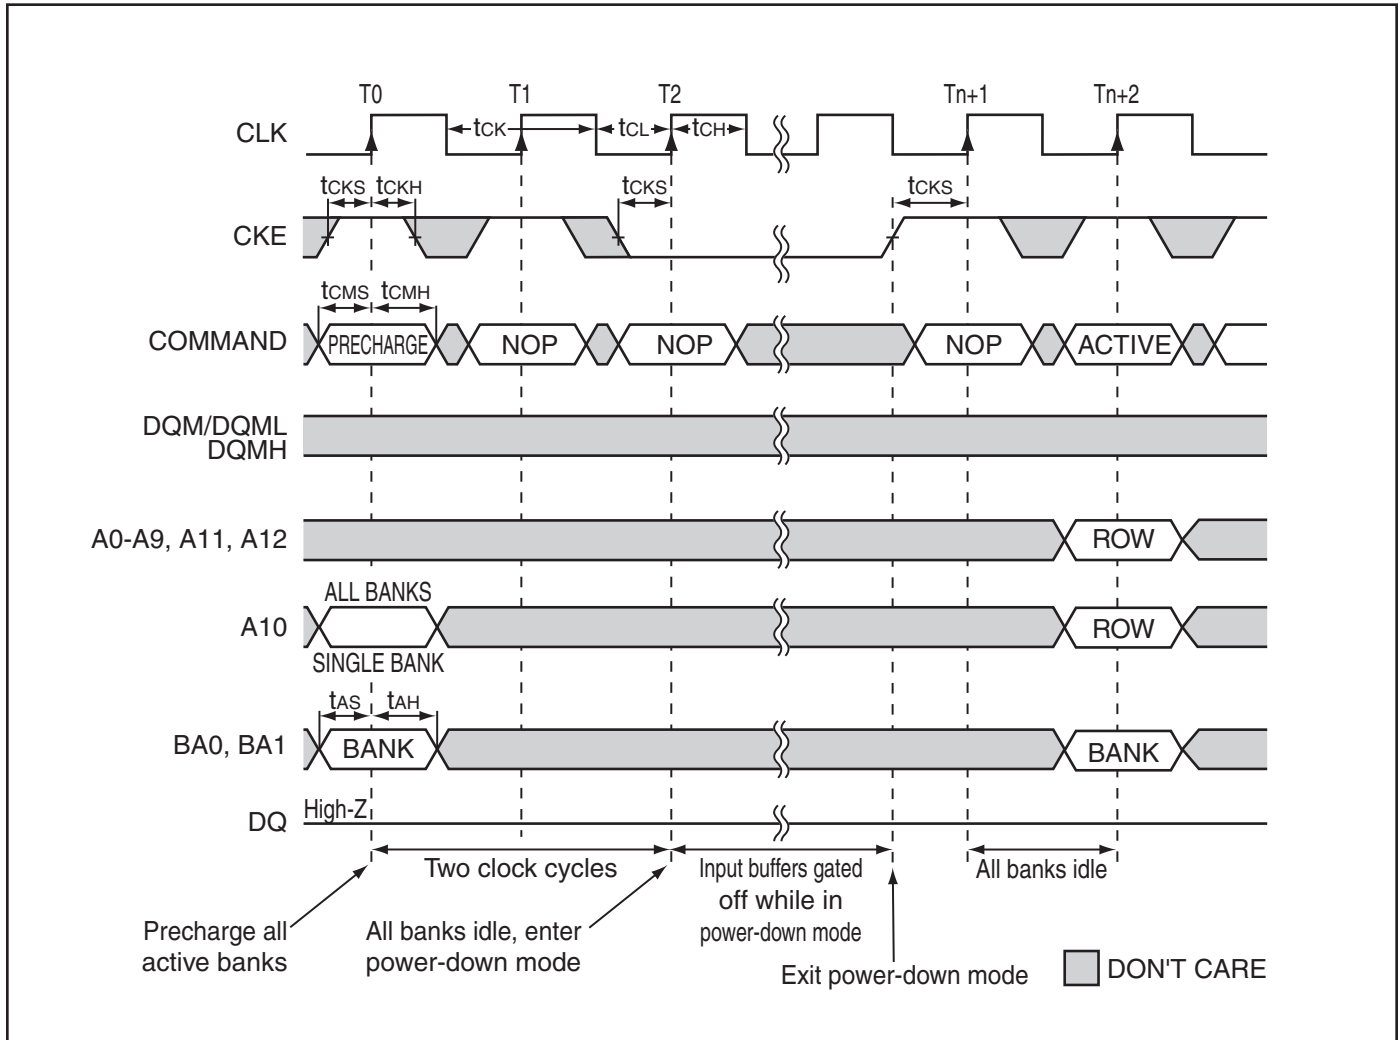 T0 T1 T2 Tn+1 Tn+2
CLK tCK tCL tCH
tCKS tCKH tCKS tCKS
CKE
tCMS tCMH
COMMAND PRECHARGE NOP NOP NOP ACTIVE
DQM/DQML
DQMH
A0-A9, A11, A12 ROW
ALL BANKS
A10 ROW
SINGLE BANK
tAS tAH
BA0, BA1 BANK BANK
High-Z
DQ
Two clock cycles
Input buffers gated
off while in
power-down mode
All banks idle
Precharge all
active banks
All banks idle, enter
power-down mode
Exit power-down mode
DON'T CARE